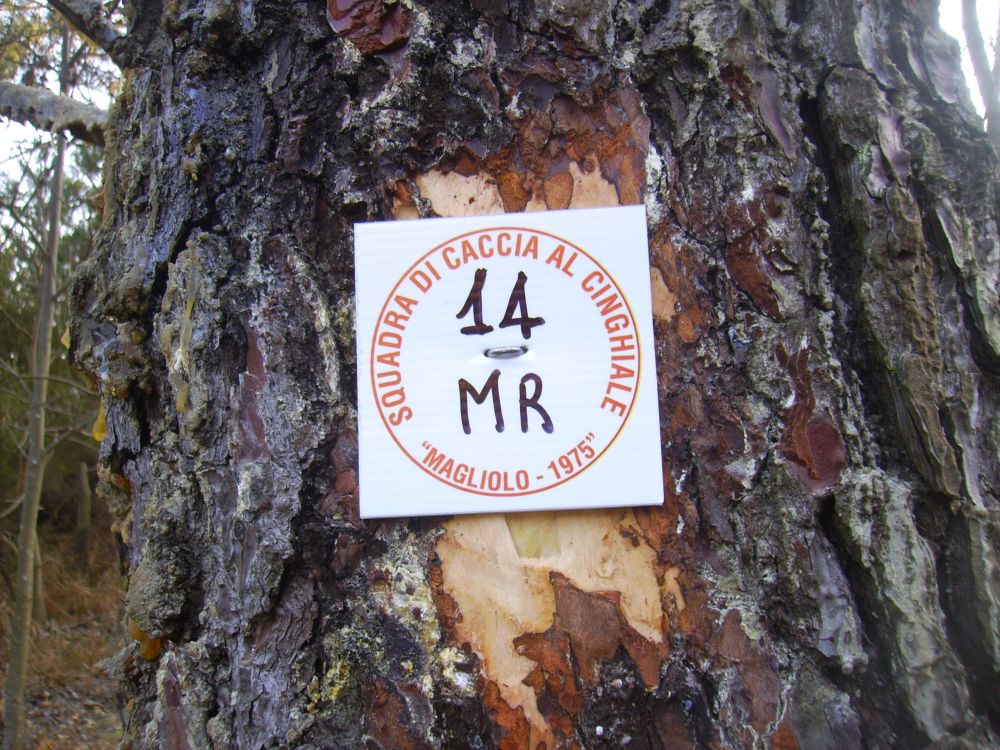 SQUADRA DI CACCIA AL CINGHIALE
14
MR
"MAGLIOLO - 1975"